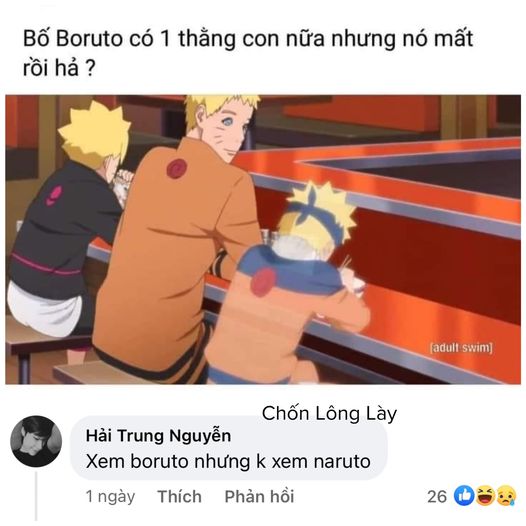 Bố Boruto có 1 thằng con nữa nhưng nó mất
rồi hả ?
[adult swim]
Chốn Lông Lày
Hải Trung Nguyễn
Xem boruto nhưng k xem naruto
1 ngày Thích Phản hồi 26